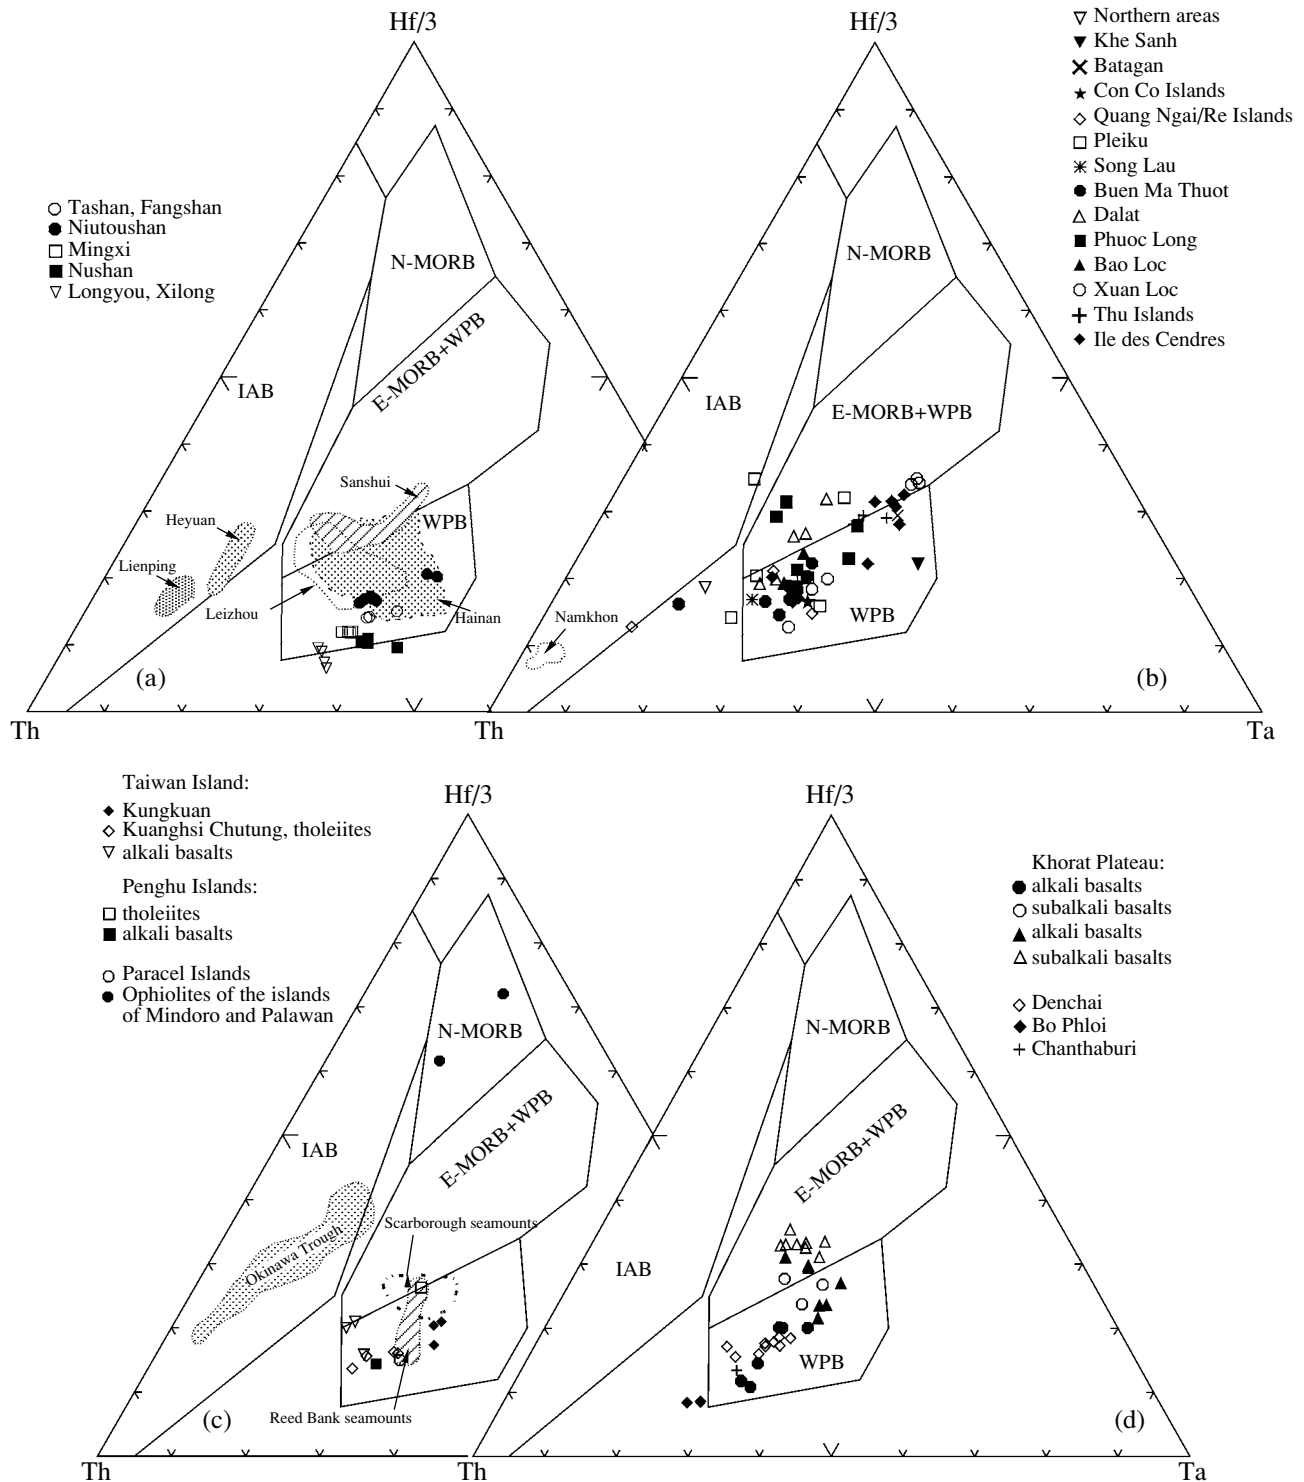 Hf/3
Tashan, Fangshan
Niutoushan
Mingxi
Nushan
Longyou, Xilong
N-MORB
E-MORB+WPB
IAB
Sanshui
WPB
Heyuan
Lienping
Leizhou
Hainan
(a)
Th
Hf/3
Northern areas
Khe Sanh
Batagan
Con Co Islands
Quang Ngai/Re Islands
Pleiku
Song Lau
Buen Ma Thuot
Dalat
Phuoc Long
Bao Loc
Xuan Loc
Thu Islands
Ile des Cendres
N-MORB
IAB
E-MORB+WPB
WPB
Namkhon
(b)
Th
Ta
Taiwan Island:
Kungkuan
Kuanghsi Chutung, tholeiites
alkali basalts
Penghu Islands:
tholeiites
alkali basalts
Paracel Islands
Ophiolites of the islands
of Mindoro and Palawan
Hf/3
N-MORB
IAB
E-MORB+WPB
Okinawa Trough
Scarborough seamounts
Reed Bank seamounts
(c)
Th
Hf/3
Khorat Plateau:
alkali basalts
subalkali basalts
alkali basalts
subalkali basalts
Denchai
Bo Phloi
Chanthaburi
N-MORB
E-MORB+WPB
IAB
WPB
(d)
Th
Ta